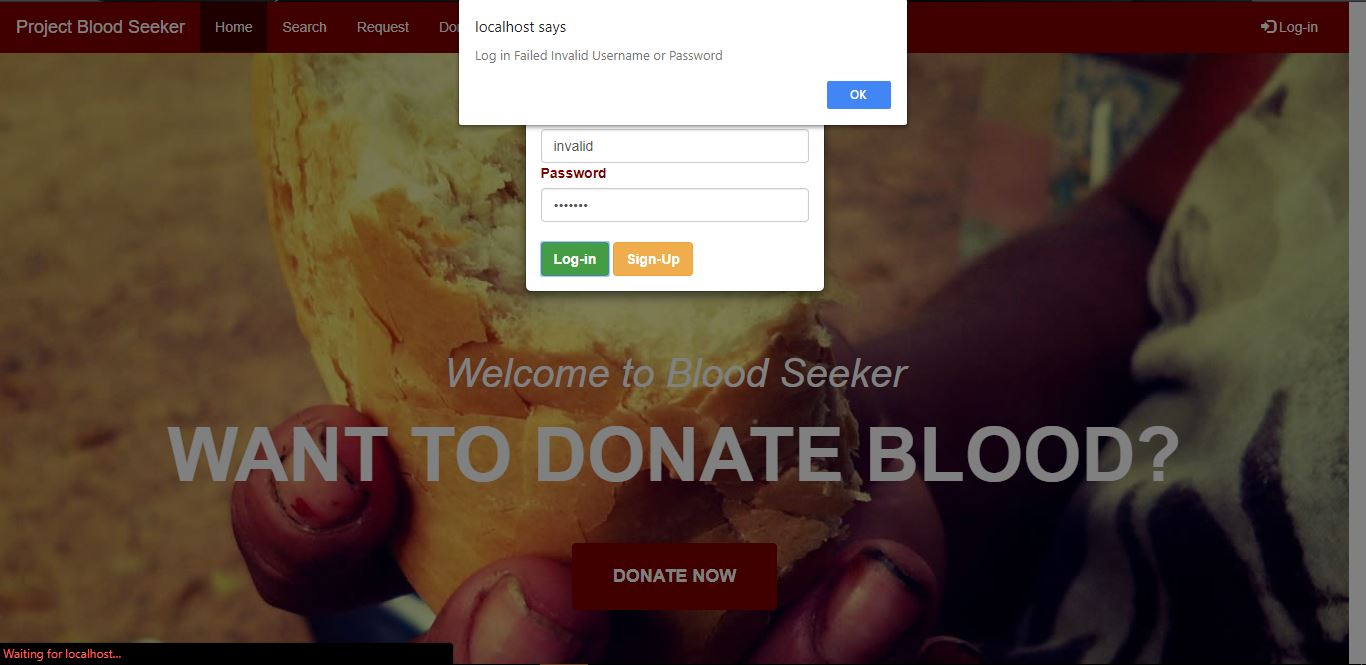 Project Blood Seeker Home Search Request Log-in
localhost says
Log in Failed Invalid Username or Password
OK
invalid
Password
•••••••
Log-in Sign-Up
Welcome to Blood Seeker
WANT TO DONATE BLOOD?
DONATE NOW
Waiting for localhost...